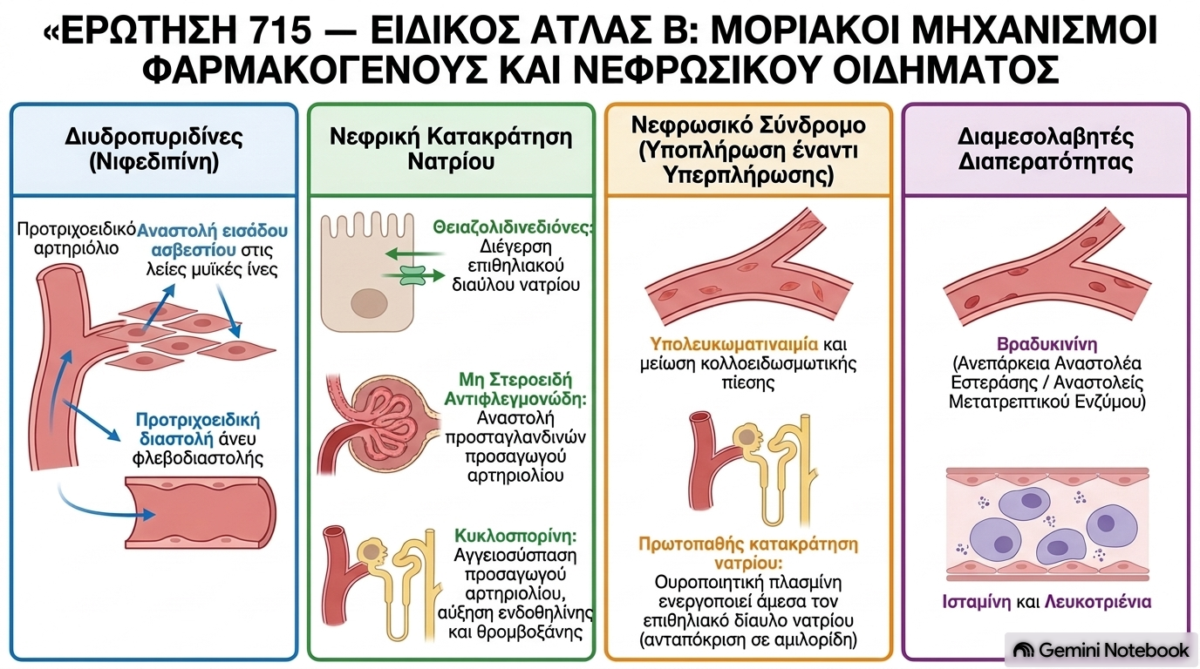 «ΕΡΩΤΗΣΗ 715 — ΕΙΔΙΚΟΣ ΑΤΛΑΣ Β: ΜΟΡΙΑΚΟΙ ΜΗΧΑΝΙΣΜΟΙ
ΦΑΡΜΑΚΟΓΕΝΟΥΣ ΚΑΙ ΝΕΦΡΩΣΙΚΟΥ ΟΙΔΗΜΑΤΟΣ
Διυδροπυριδίνες
(Νιφεδιπίνη)
Προτριχοειδικό
αρτηριόλιο
Αναστολή εισάδου
ασβεστίου στις
λείες μυϊκές ίνες
Προτριχοειδική
διαστολή άνευ
φλεβοδιαστολής
Νεφρική Κατακράτηση
Νατρίου
Θειαζολιδινεδιόνες:
Διέγερση
επιθηλιακού
διαύλου νατρίου
Μη Στεροειδή
Αντιφλεγμονώδη:
Αναστολή
προσταγλανδινών
προσαγωγού
αρτηριολίου
Κυκλοσπορίνη:
Αγγειοσύσπαση
προσαγωγού
αρτηριολίου,
αύξηση ενδοθηλίνης
και θρομβοξάνης
Νεφρωσικό Σύνδρομο
(Υποπλήρωση έναντι
Υπερπλήρωσης)
Υπολευκωματιναιμία και
μείωση κολλοειδωσμωτικής
πίεσης
Πρωτοπαθής κατακράτηση
νατρίου:
Ουροποιητική πλασμίνη
ενεργοποιεί άμεσα τον
επιθηλιακό δίαυλο νατρίου
(ανταπόκριση σε αμιλορίδη)
Διαμεσολαβητές
Διαπερατότητας
Βραδυκινίνη
(Ανεπάρκεια Αναστολέα
Εστεράσης / Αναστολείς
Μετατρεπτικού Ενζύμου)
Ισταμίνη και Λευκοτριένια
Gemini Notebook